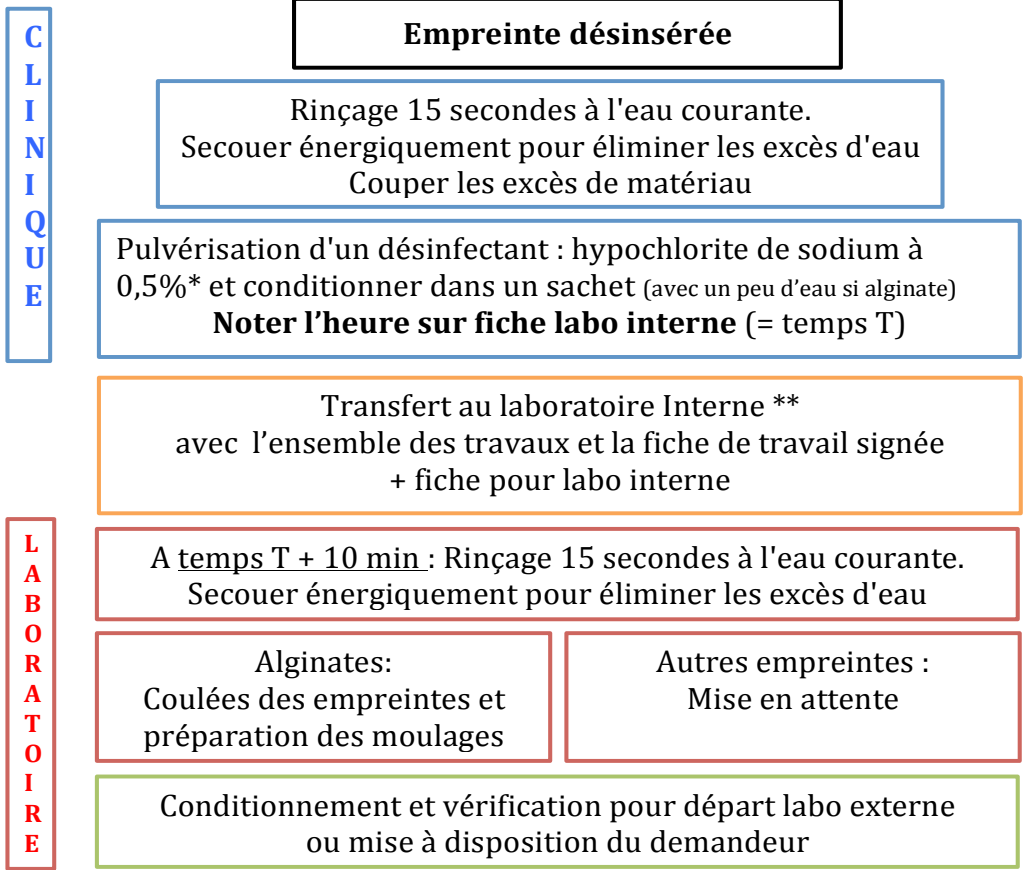 CLINIQUE
Empreinte désinsérée
Rinçage 15 secondes à l'eau courante.
Secouer énergiquement pour éliminer les excès d'eau
Couper les excès de matériau
Pulvérisation d'un désinfectant : hypochlorite de sodium à
0,5%* et conditionner dans un sachet (avec un peu d’eau si alginate)
Noter l’heure sur fiche labo interne (= temps T)
Transfert au laboratoire Interne **
avec l’ensemble des travaux et la fiche de travail signée
+ fiche pour labo interne
LABORATOIRE
A temps T + 10 min : Rinçage 15 secondes à l'eau courante.
Secouer énergiquement pour éliminer les excès d'eau
Alginates:
Coulées des empreintes et
préparation des moulages
Autres empreintes :
Mise en attente
Conditionnement et vérification pour départ labo externe
ou mise à disposition du demandeur